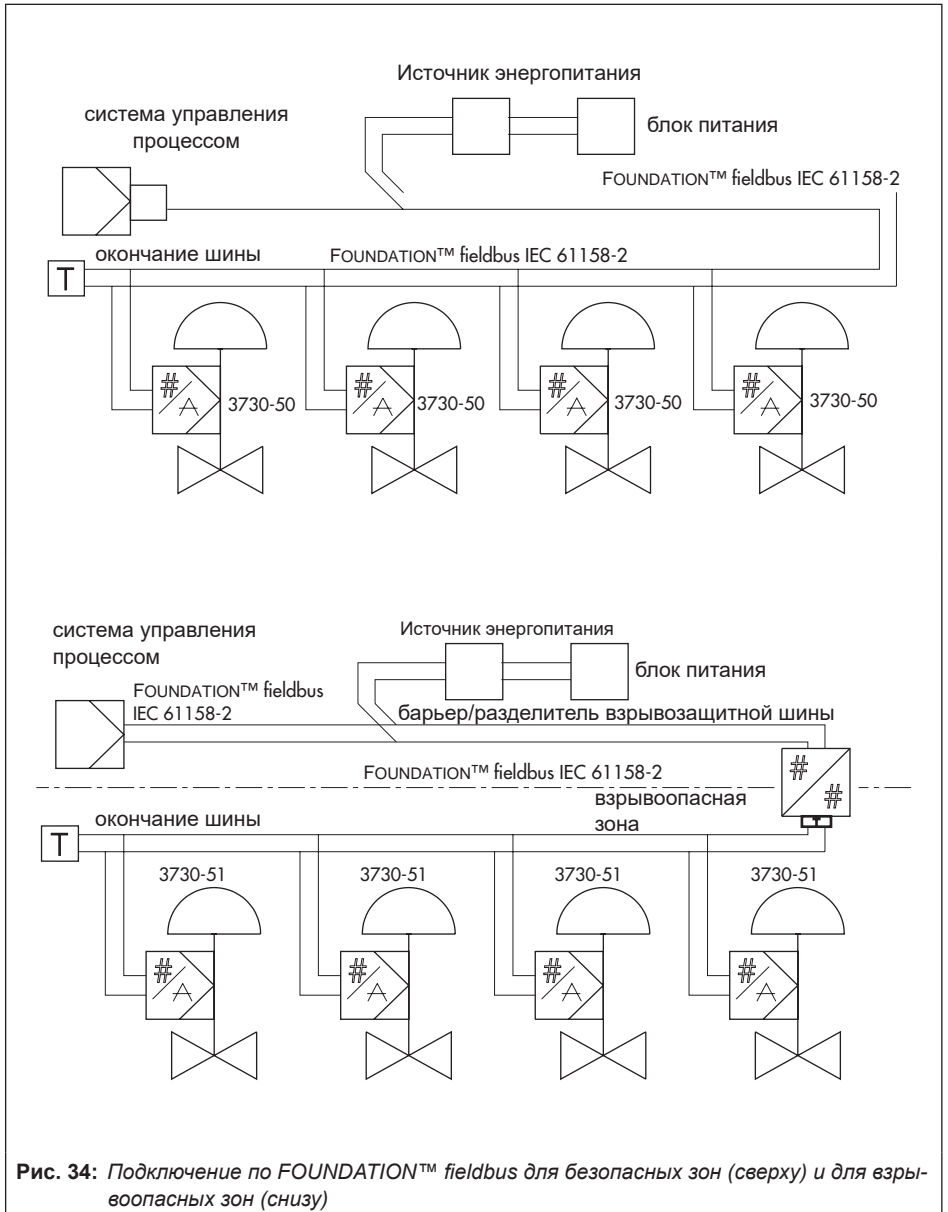 Источник энергопитания
система управления
процессом
блок питания
FOUNDATION™ fieldbus IEC 61158-2
окончание шины
FOUNDATION™ fieldbus IEC 61158-2
T
#
A
3730-50
#
A
3730-50
#
A
3730-50
#
A
3730-50
система управления
процессом
Источник энергопитания
блок питания
FOUNDATION™ fieldbus
IEC 61158-2
барьер/разделитель взрывозащитной шины
FOUNDATION™ fieldbus IEC 61158-2
#
#
взрывоопасная
зона
T
окончание шины
T
3730-51
3730-51
3730-51
3730-51
#
A
#
A
#
A
#
A
Рис. 34: Подключение по FOUNDATION™ fieldbus для безопасных зон (сверху) и для взры-
воопасных зон (снизу)